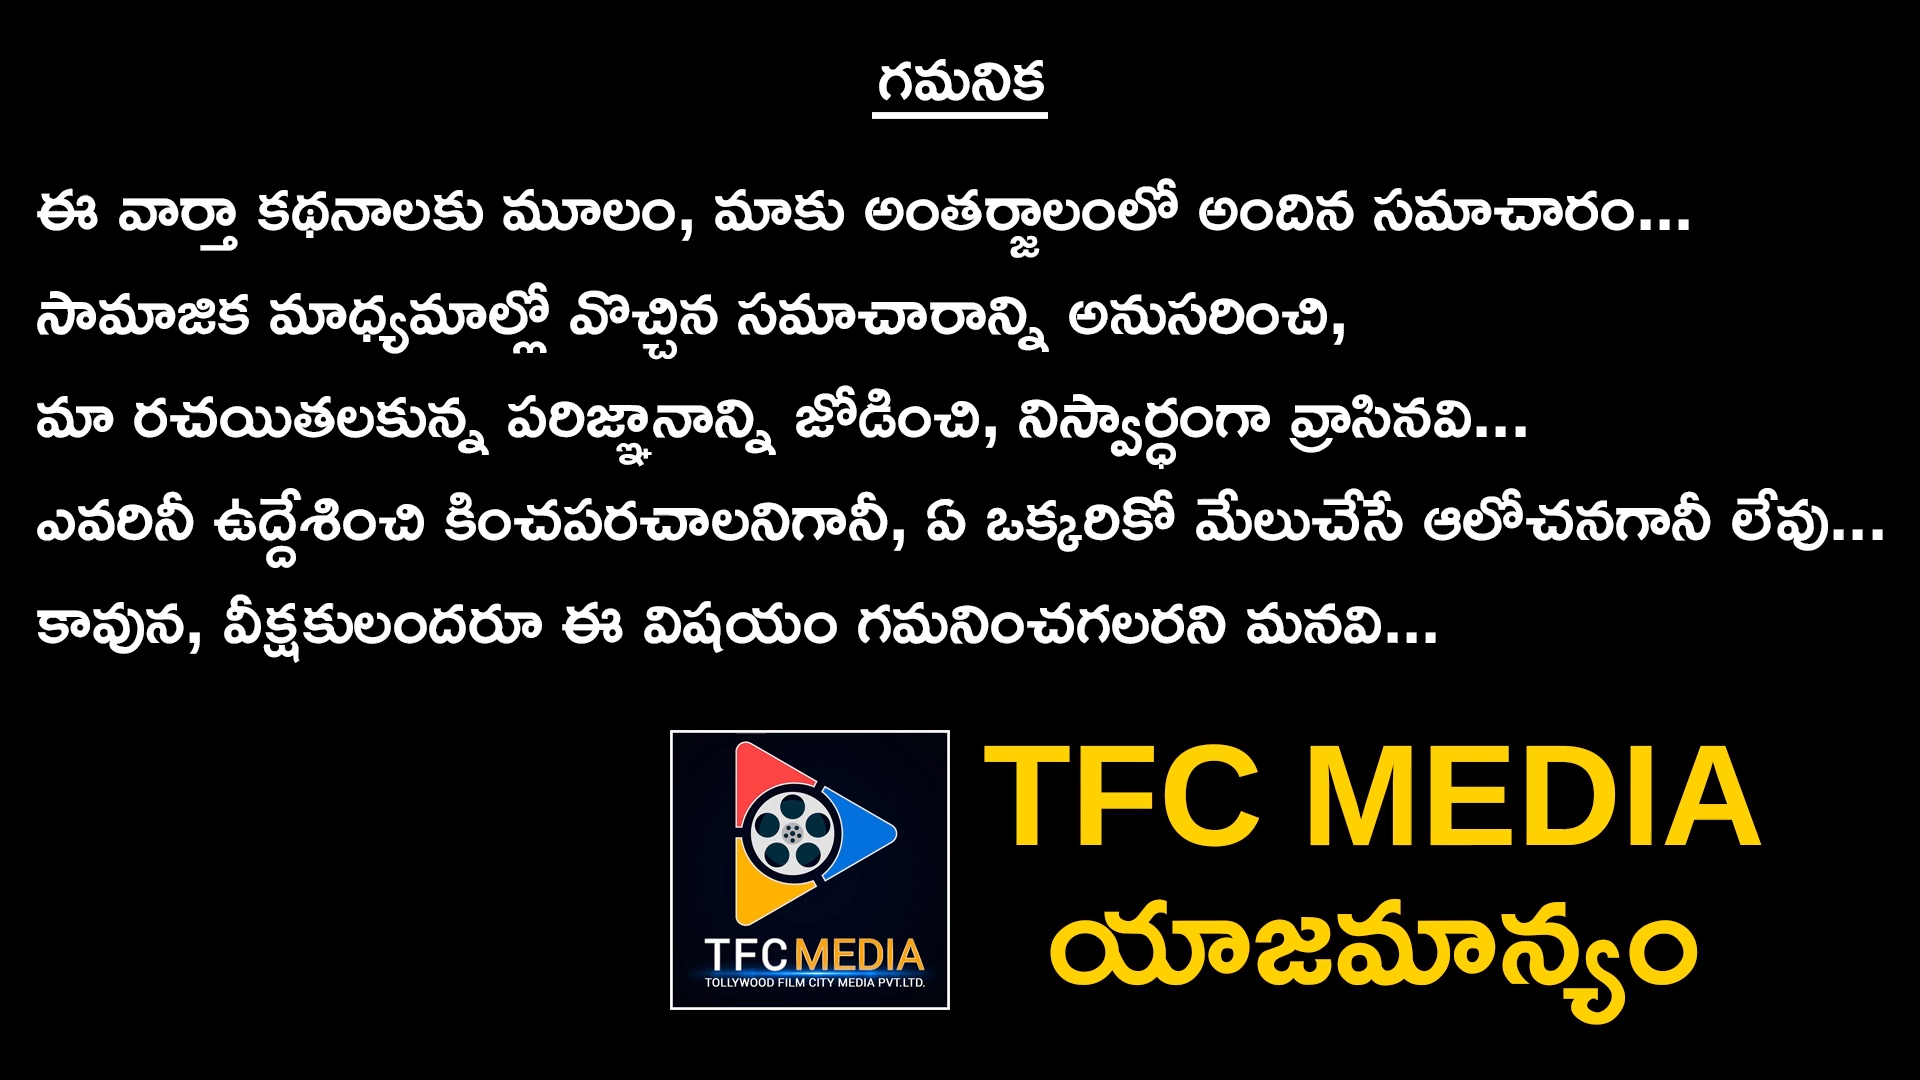 గమనిక
ఈ వార్తా కథనాలకు మూలం, మాకు అంతర్జాలంలో అందిన సమాచారం...
సామాజిక మాధ్యమాల్లో వొచ్చిన సమాచారాన్ని అనుసరించి,
మా రచయితలకున్న పరిజ్ఞానాన్ని జోడించి, నిస్వార్ధంగా వ్రాసినవి...
ఎవరినీ ఉద్దేశించి కించపరచాలనిగానీ, ఏ ఒక్కరికో మేలుచేసే ఆలోచనగానీ లేవు...
కావున, వీక్షకులందరూ ఈ విషయం గమనించగలరని మనవి...
TFC MEDIA
యాజమాన్యం
TFC MEDIA
TOLLYWOOD FILM CITY MEDIA PVT.LTD.